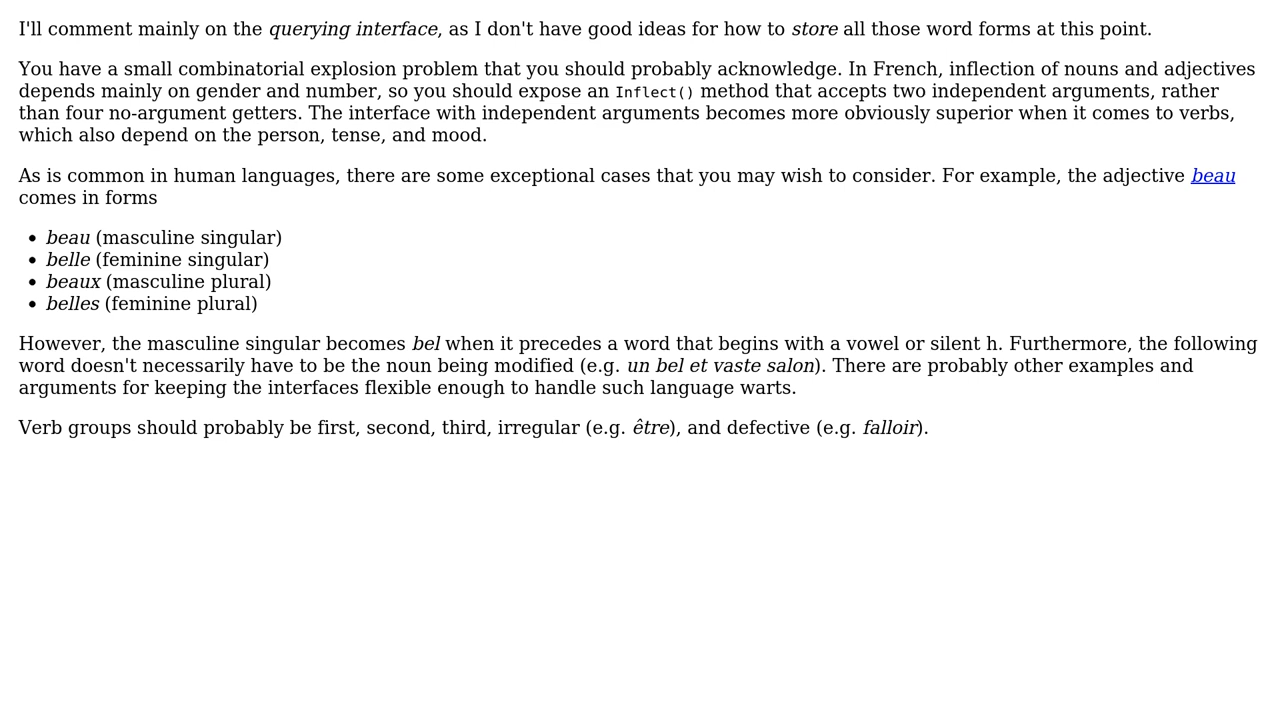 I'll comment mainly on the querying interface, as I don't have good ideas for how to store all those word forms at this point.
You have a small combinatorial explosion problem that you should probably acknowledge. In French, inflection of nouns and adjectives
depends mainly on gender and number, so you should expose an Inflect() method that accepts two independent arguments, rather
than four no-argument getters. The interface with independent arguments becomes more obviously superior when it comes to verbs,
which also depend on the person, tense, and mood.
As is common in human languages, there are some exceptional cases that you may wish to consider. For example, the adjective beau
comes in forms
• beau (masculine singular)
• belle (feminine singular)
• beaux (masculine plural)
• belles (feminine plural)
However, the masculine singular becomes bel when it precedes a word that begins with a vowel or silent h. Furthermore, the following
word doesn't necessarily have to be the noun being modified (e.g. un bel et vaste salon). There are probably other examples and
arguments for keeping the interfaces flexible enough to handle such language warts.
Verb groups should probably be first, second, third, irregular (e.g. être), and defective (e.g. falloir).